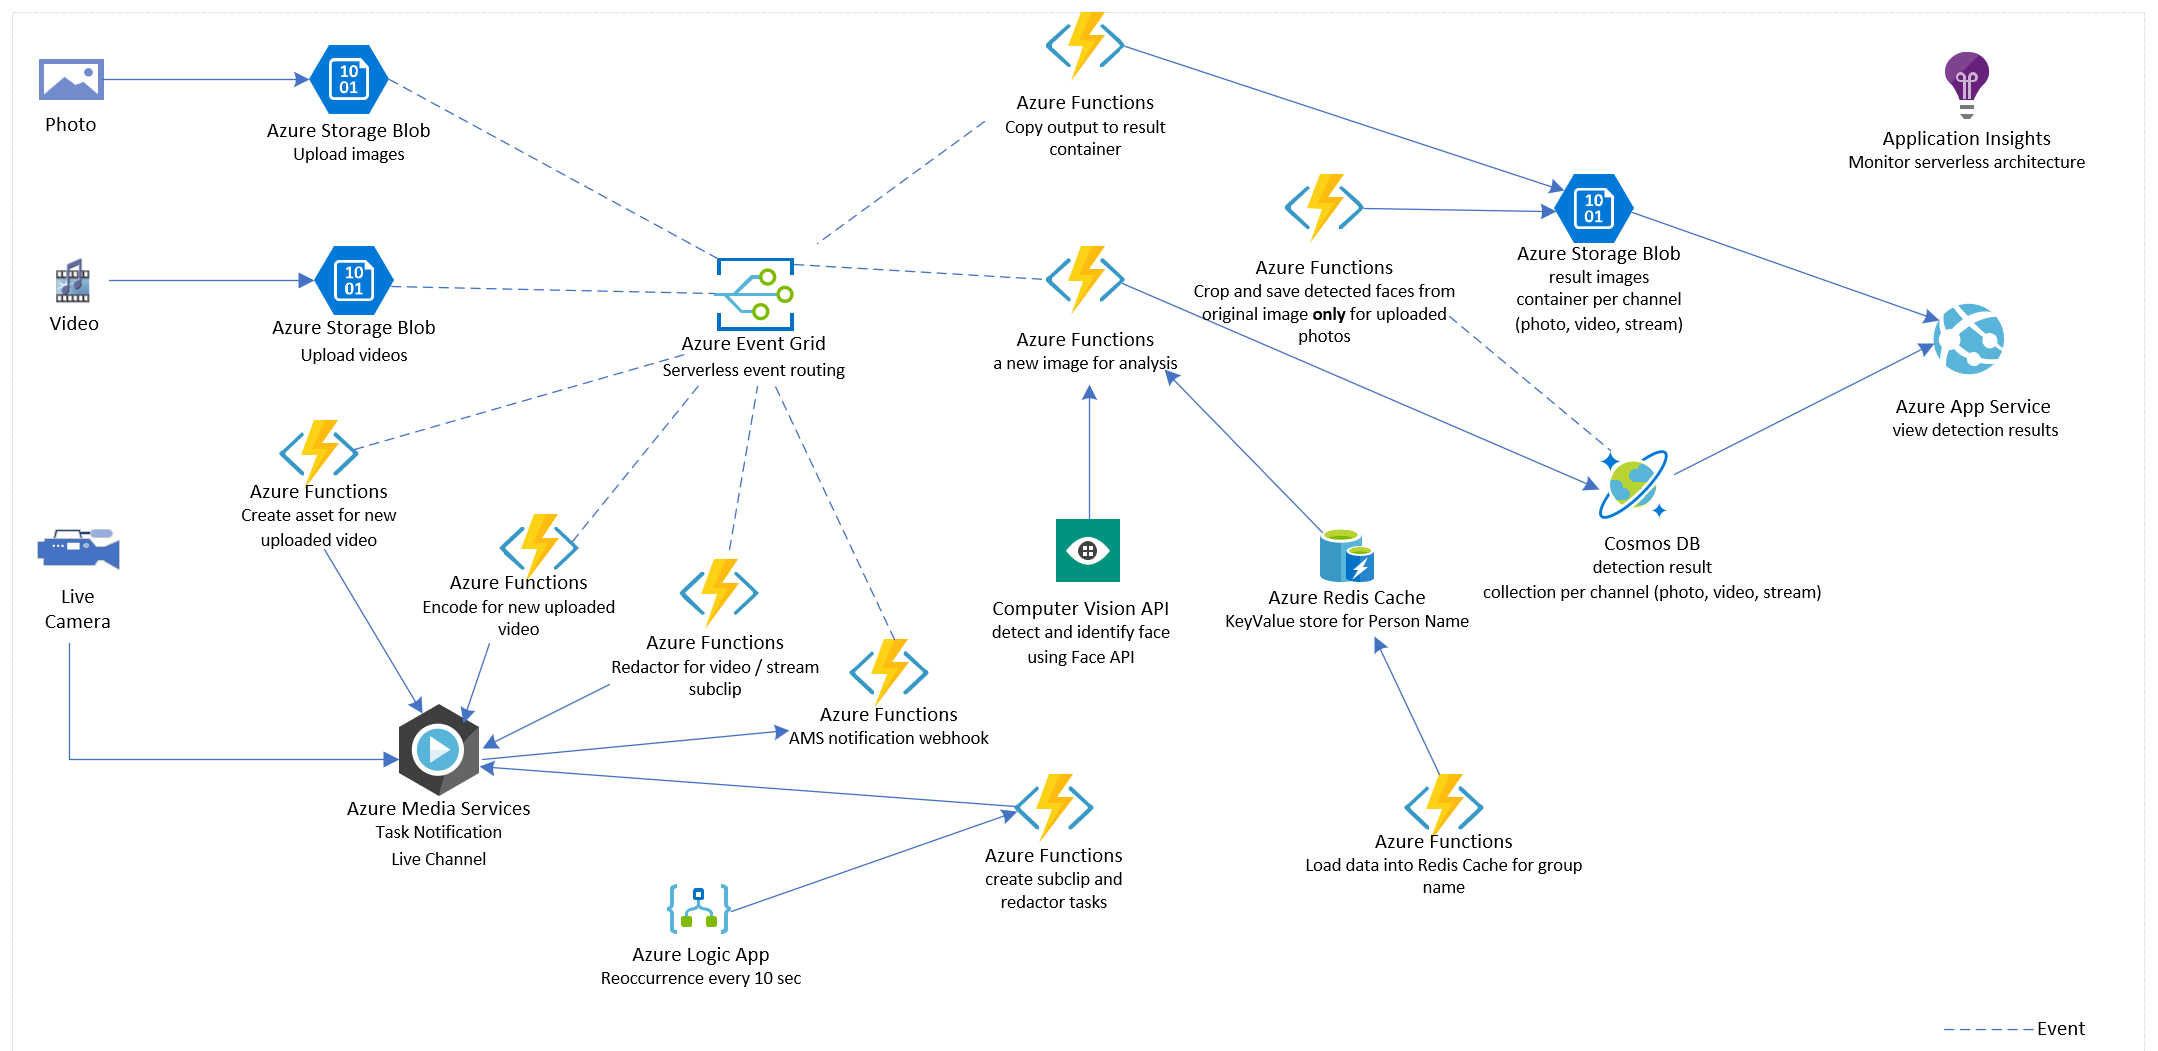 Photo
10
01
Azure Storage Blob
Upload images
Azure Functions
Copy output to result
container
Application Insights
Monitor serverless architecture
Video
10
01
Azure Storage Blob
Upload videos
Azure Event Grid
Serverless event routing
Azure Functions
a new image for analysis
Azure Functions
Crop and save detected faces from
original image only for uploaded
photos
10
01
Azure Storage Blob
result images
container per channel
(photo, video, stream)
Azure App Service
view detection results
Azure Functions
Create asset for new
uploaded video
Live
Camera
Azure Functions
Encode for new uploaded
video
Azure Functions
Redactor for video / stream
subclip
Azure Functions
AMS notification webhook
Computer Vision API
detect and identify face
using Face API
Azure Redis Cache
KeyValue store for Person Name
Cosmos DB
detection result
collection per channel (photo, video, stream)
Azure Media Services
Task Notification
Live Channel
Azure Functions
create subclip and
redactor tasks
Azure Functions
Load data into Redis Cache for group
name
Azure Logic App
Reoccurrence every 10 sec
Event